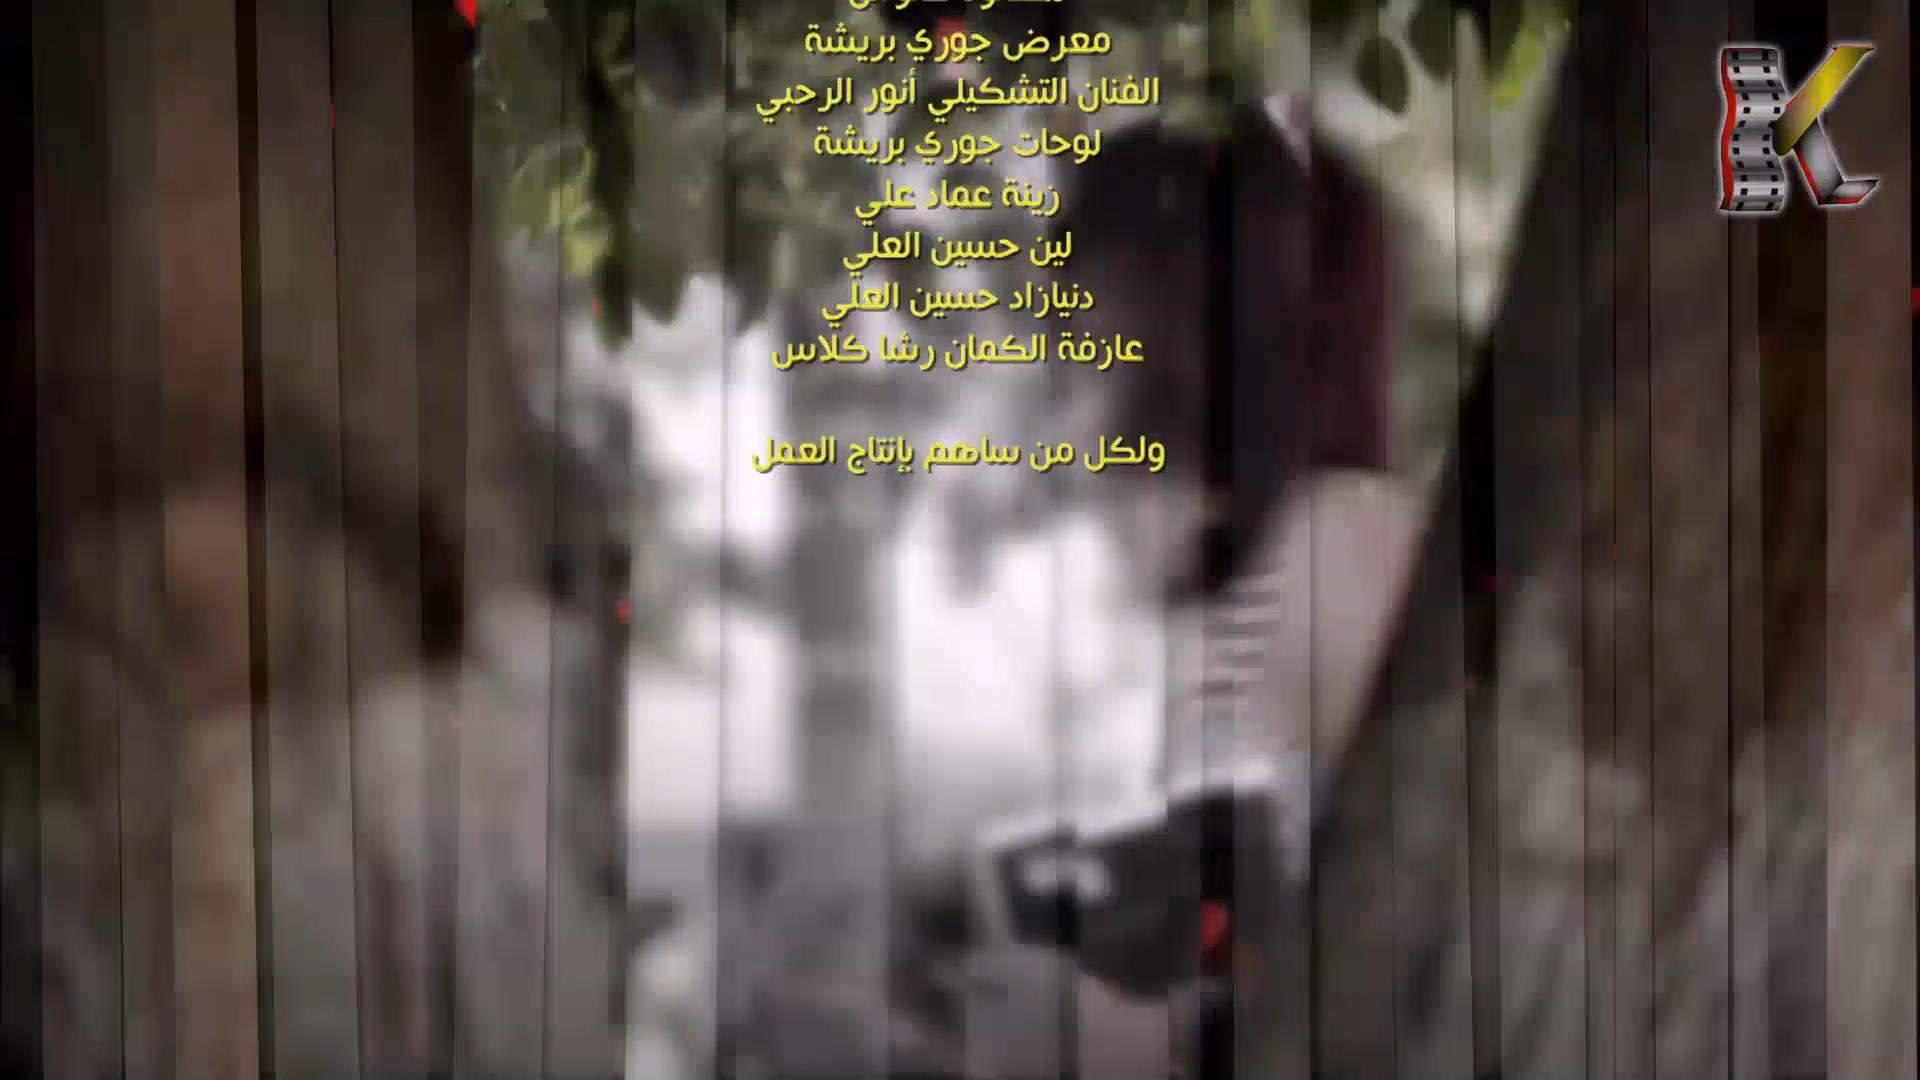 معرض جوري بريشة
الفنان التشكيلي أنور الرحبي
لوحات جوري بريشة
زينة عماد علي
لين حسين العلي
دنيازاد حسين العلي
عازفة الكمان رشا كلاس
ولكل من ساهم بإنتاج العمل